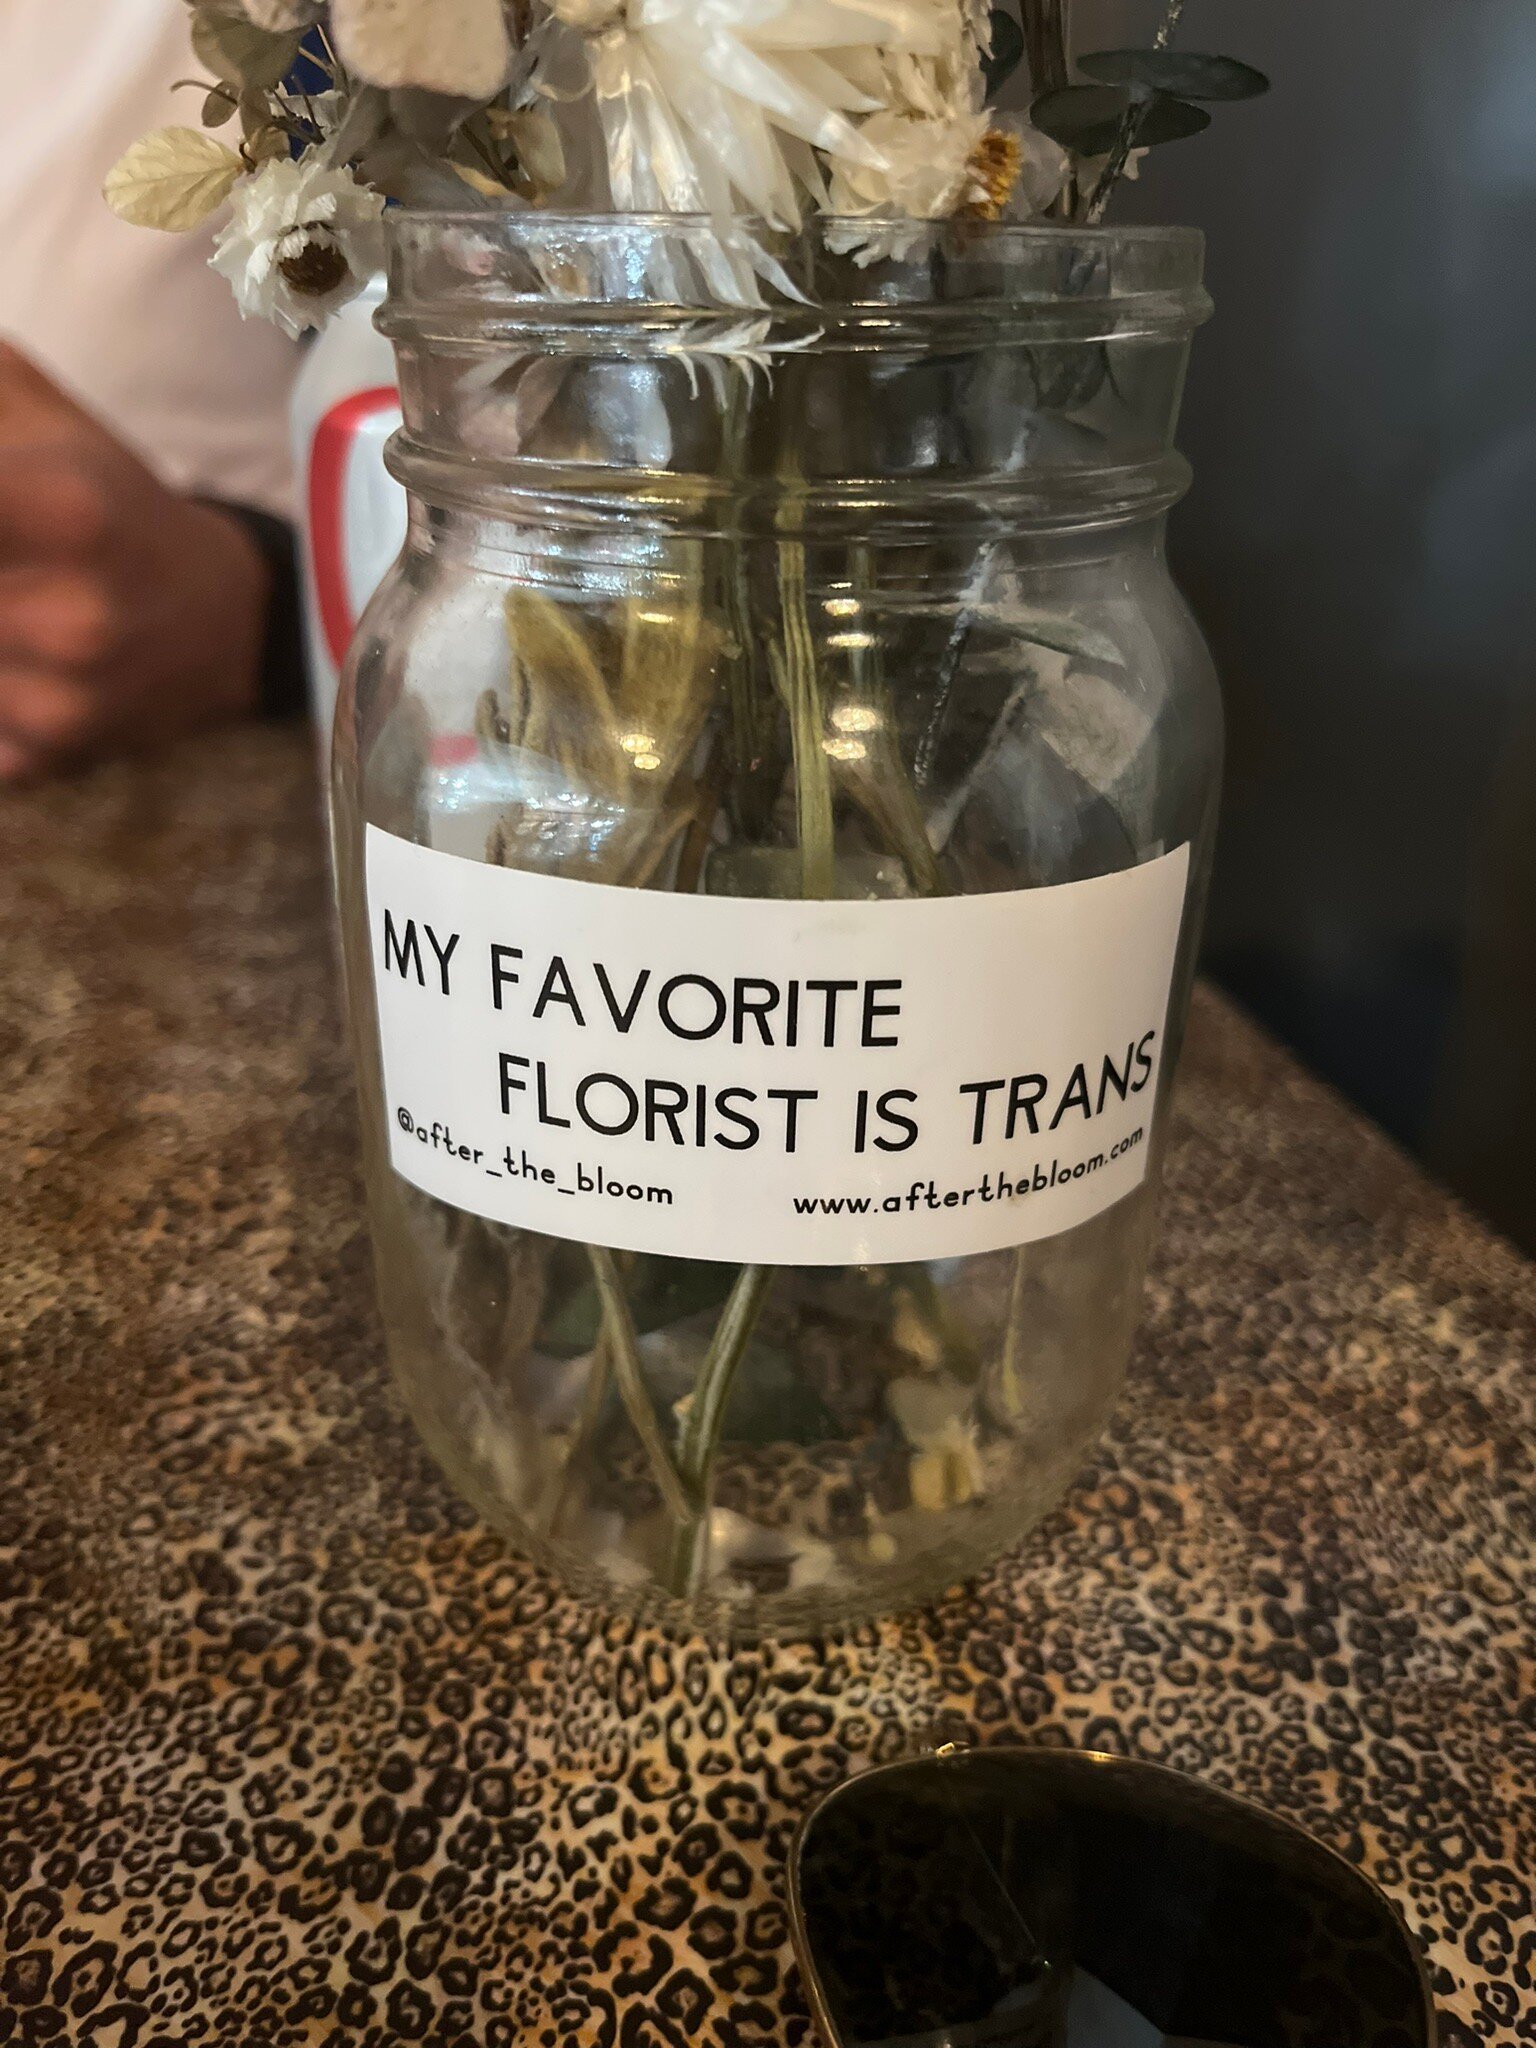 MY FAVORITE
FLORIST IS TRANS
@after_the_bloom
www.afterthebloom.com